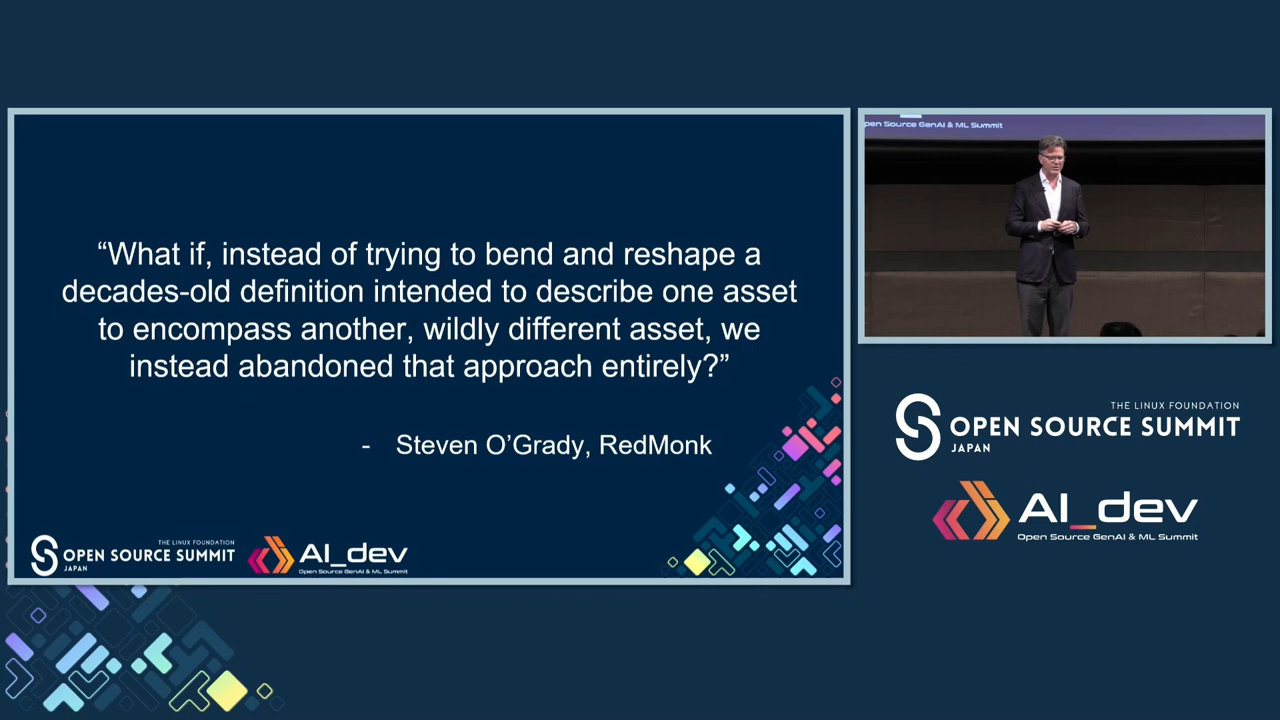 “What if, instead of trying to bend and reshape a
decades-old definition intended to describe one asset
to encompass another, wildly different asset, we
instead abandoned that approach entirely?”
- Steven O’Grady, RedMonk
THE LINUX FOUNDATION
OPEN SOURCE SUMMIT
JAPAN
AI_dev
Open Source GenAI & ML Summit
pen Source GenAI & ML Summit
THE LINUX FOUNDATION
OPEN SOURCE SUMMIT
JAPAN
AI_dev
Open Source GenAI & ML Summit